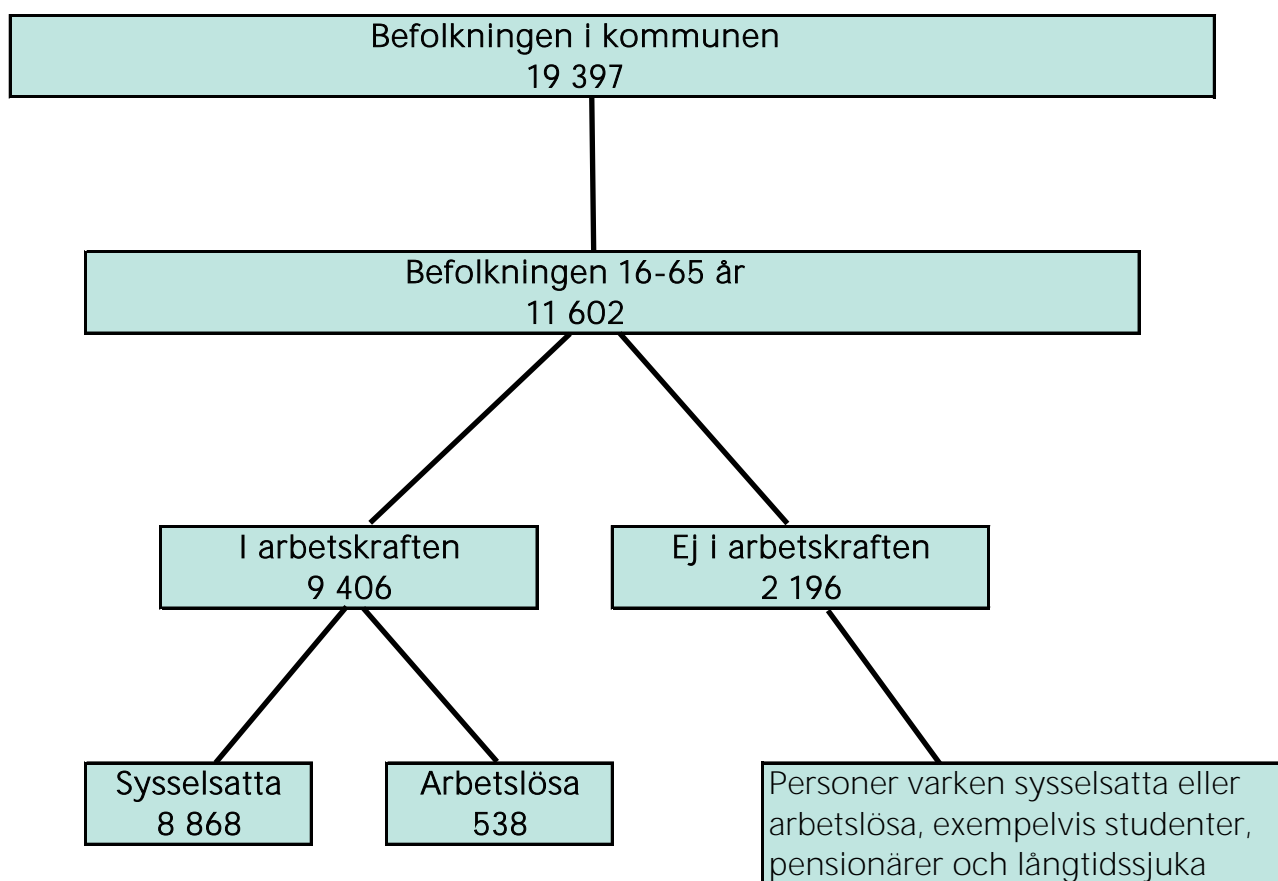 Befolkningen i kommunen
19 397
Befolkningen 16-65 år
11 602
I arbetskraften
9 406
Ej i arbetskraften
2 196
Sysselsatta
8 868
Arbetslösa
538
Personer varken sysselsatta eller
arbetslösa, exempelvis studenter,
pensionärer och långtidssjuka